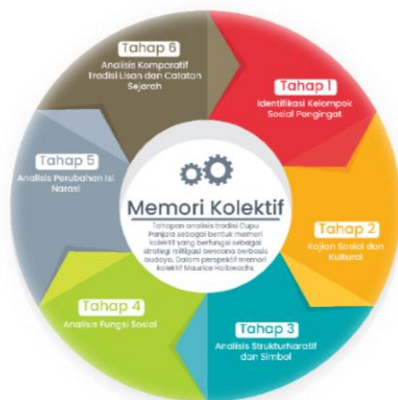 Tahap 1
Identifikasi Kelompok
Sosial Pengingat
Tahap 2
Kajian Sosial dan
Kultural
Tahap 3
Analisis StrukturNaratif
dan Simbol
Tahap 4
Analisis Fungsi Sosial
Tahap 5
Analisis Perubahan Isi
Narasi
Tahap 6
Analisis Komparatif
Tradisi Lisan dan Catatan
Sejarah
Memori Kolektif
Tahapan analisis tradisi Cupu
Panjala sebagai bentuk memori
kolektif yang berfungsi sebagai
strategi mitigasi bencana berbasis
budaya. Dalam perspektif memori
kolektif Maurice Halbwachs